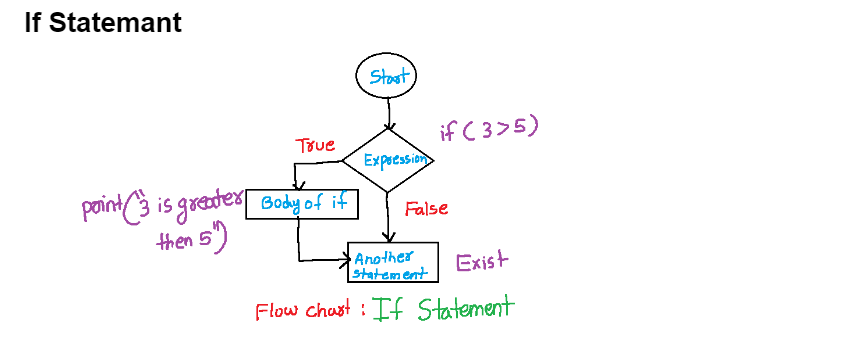 If Statemant
Start
if ( 3 > 5 )
True
Expression
print("3 is greater
then 5")
Body of if
False
Another
statement
Exist
Flow chart : If Statement